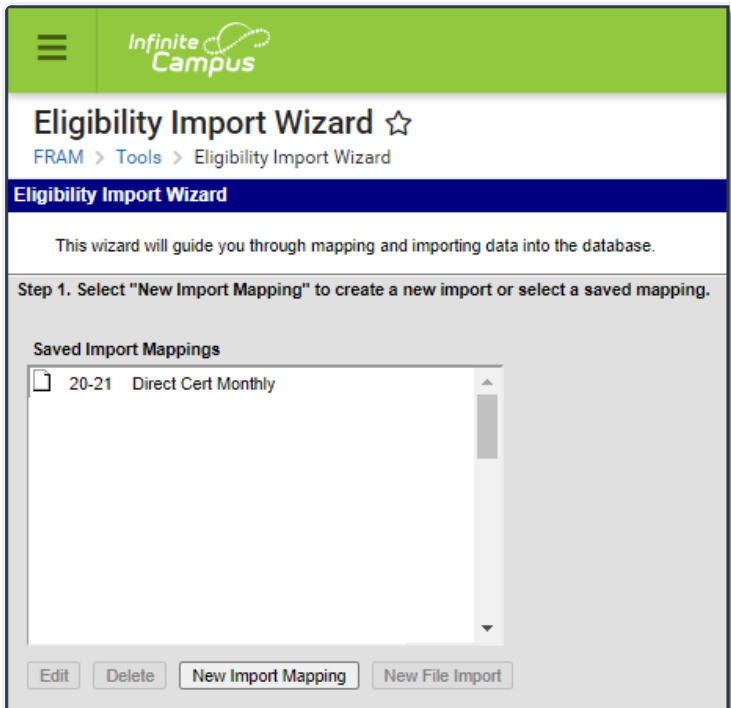 Infinite
Campus
Eligibility Import Wizard
FRAM > Tools > Eligibility Import Wizard
Eligibility Import Wizard
This wizard will guide you through mapping and importing data into the database.
Step 1. Select "New Import Mapping" to create a new import or select a saved mapping.
Saved Import Mappings
20-21 Direct Cert Monthly
Edit Delete New Import Mapping New File Import